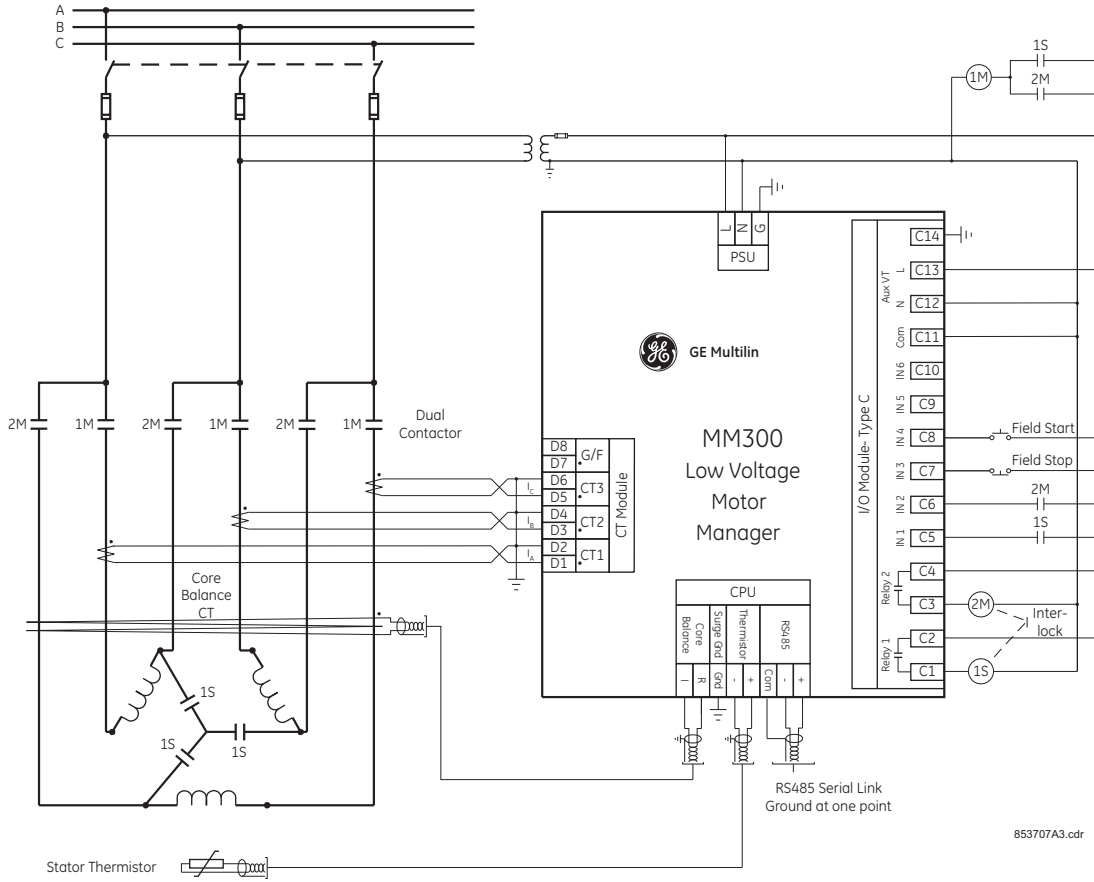 A
B
C
1S
1M
2M
L
N
G
PSU
C14
Aux VT
L
C13
N
C12
Com
C11
IN 6
C10
IN 5
C9
IN 4
C8
Field Start
IN 3
C7
Field Stop
IN 2
C6
2M
IN 1
C5
1S
Relay 2
C4
C3
2M
Inter-
lock
Relay 1
C2
C1
1S
I/O Module- Type C
GE
GE Multilin
MM300
Low Voltage
Motor
Manager
2M
1M
2M
1M
2M
1M
Dual
Contactor
D8
D7
G/F
D6
D5
CT3
D4
D3
CT2
D2
D1
CT1
CT Module
IC
IB
IA
Core
Balance
CT
CPU
Core
Balance
Surge Gnd
Thermistor
RS485
I
R
Gnd
-
+
Com
-
+
1S
1S
1S
RS485 Serial Link
Ground at one point
853707A3.cdr
Stator Thermistor